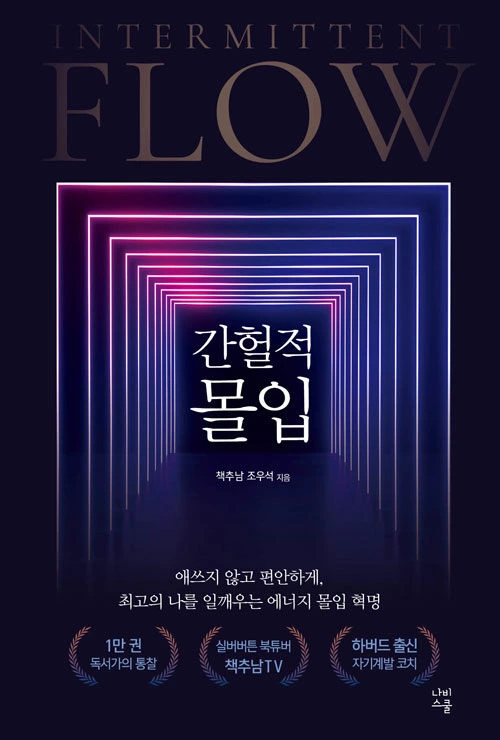 INTERMITTENT
FLOW
간헐적
몰입
책추남 조우석 지음
애쓰지 않고 편안하게,
최고의 나를 일깨우는 에너지 몰입 혁명
1만 권
독서가의 통찰
실버버튼 북튜버
책추남TV
하버드 출신
자기계발 코치
나비
스쿨